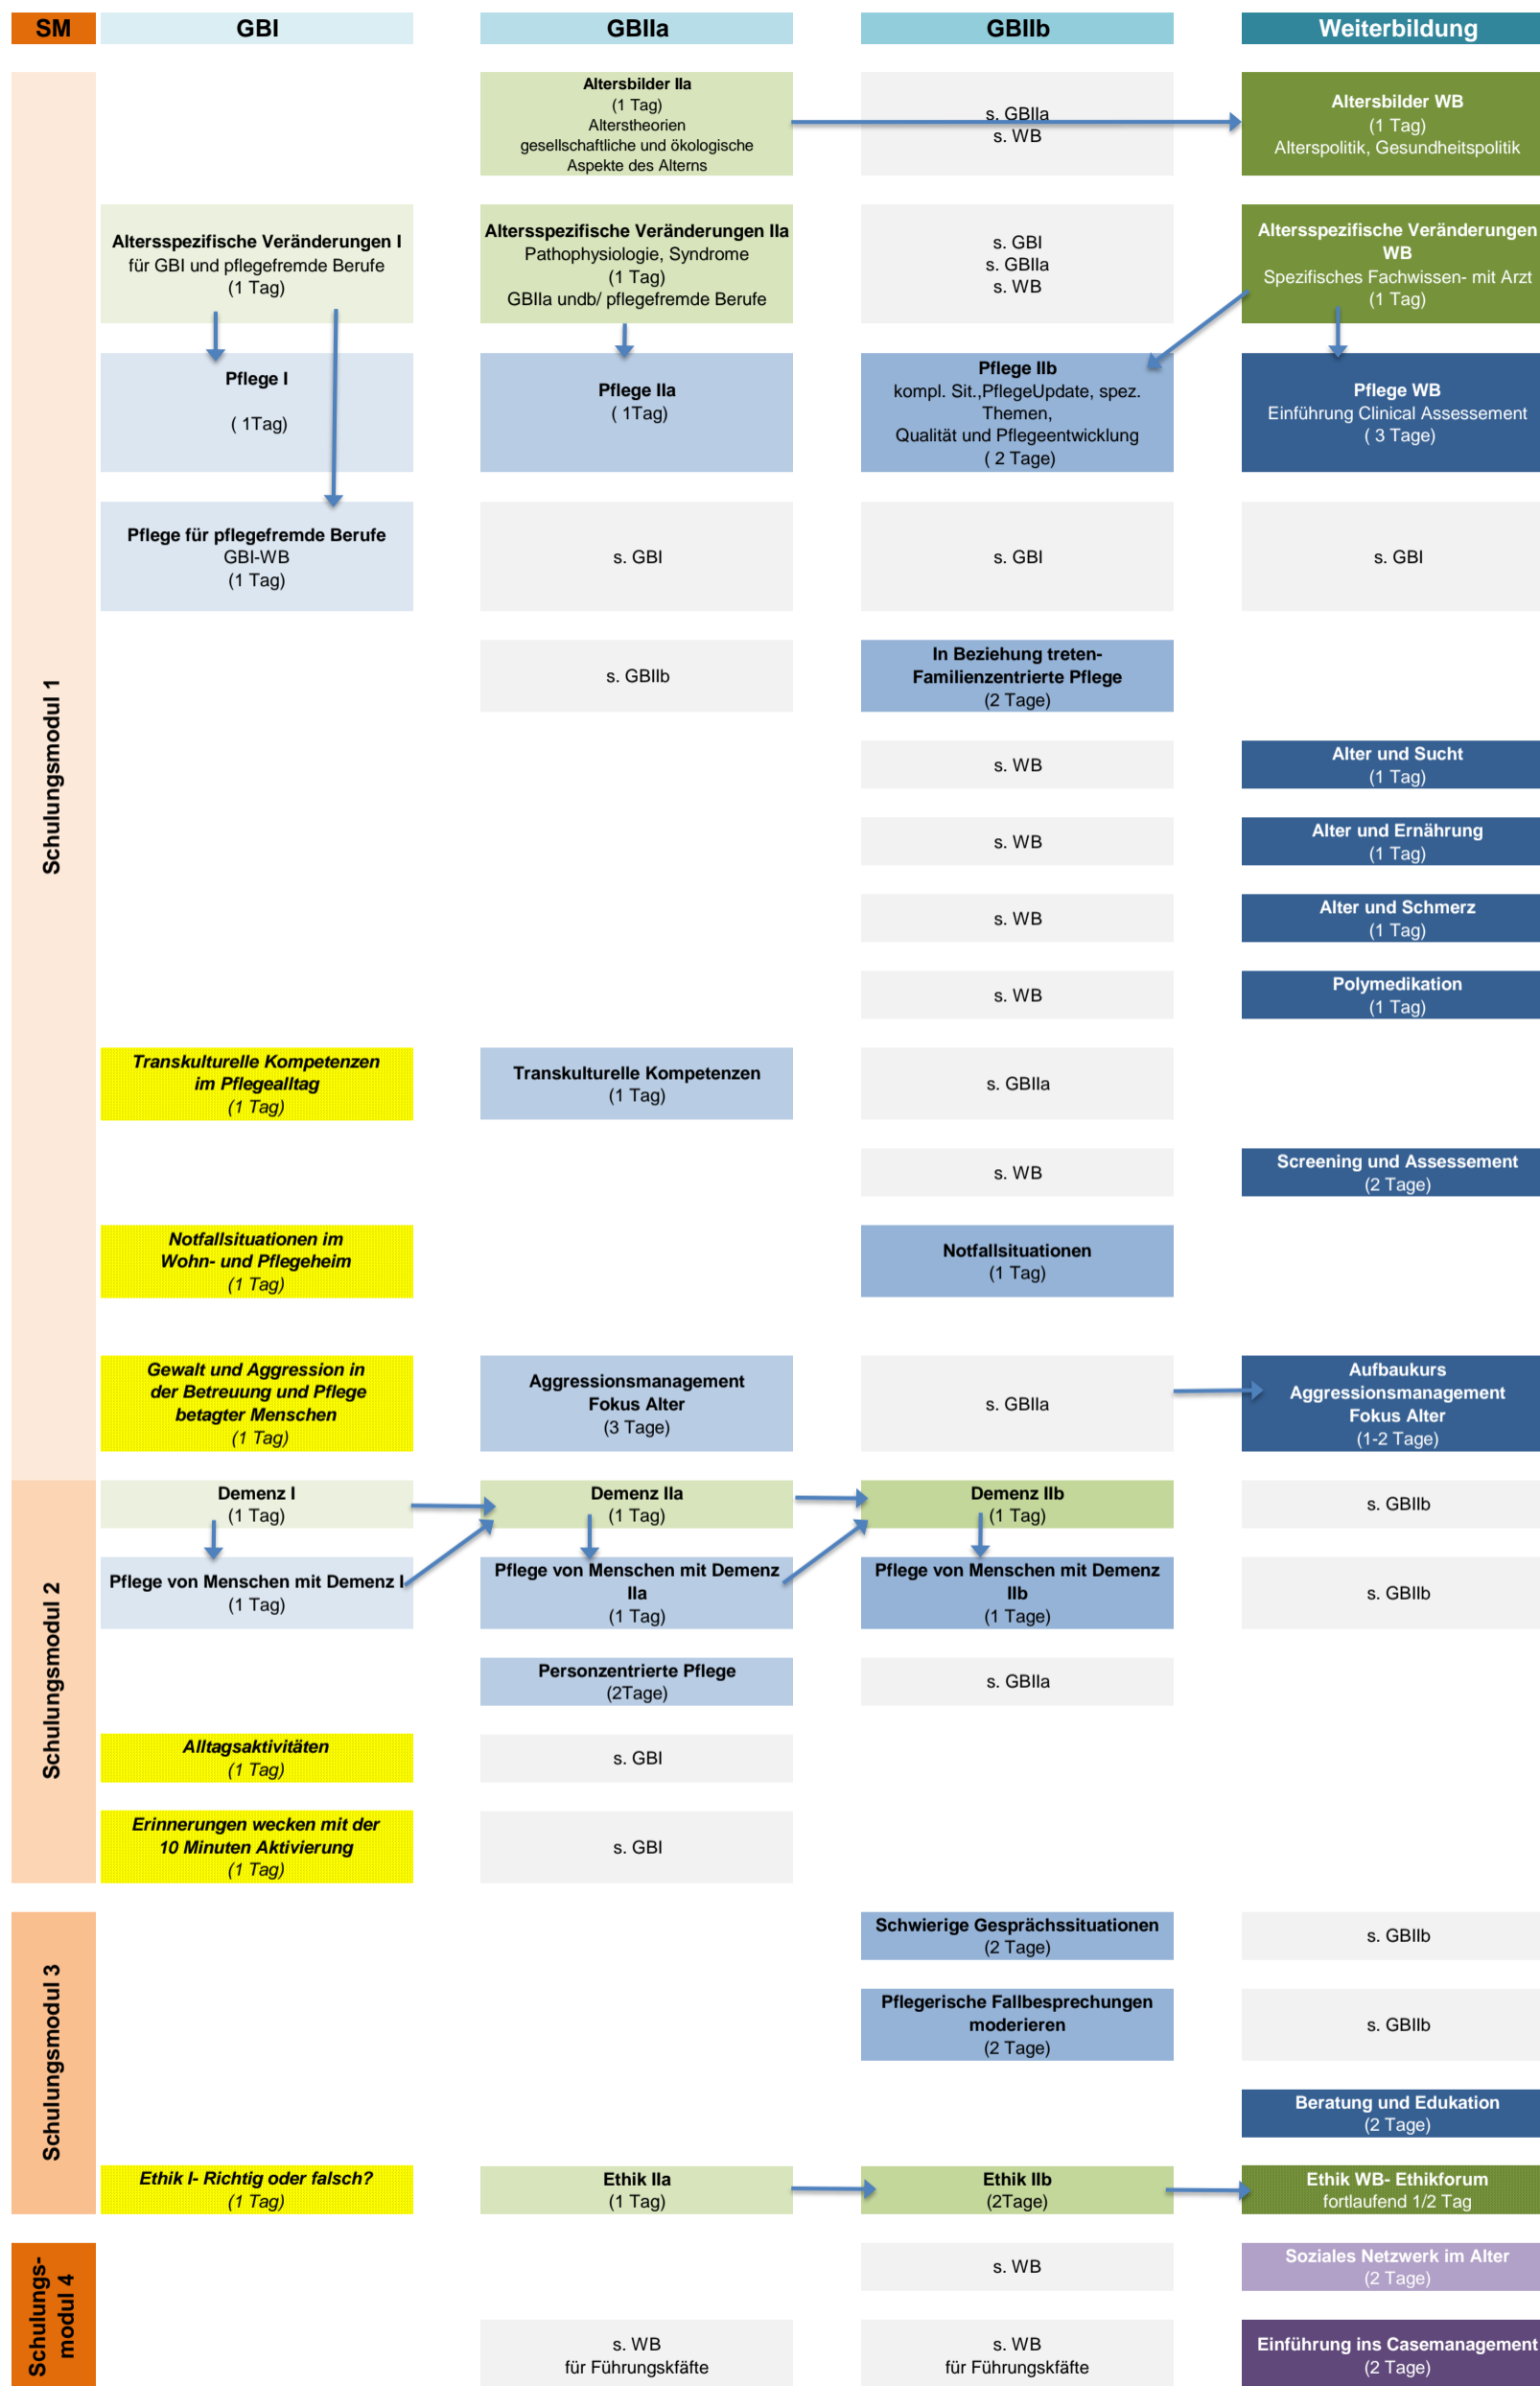 SM
GBI
GBIIa
GBIIb
Weiterbildung
Schulungsmodul 1
Altersbilder IIa
(1 Tag)
Alterstheorien
gesellschaftliche und ökologische
Aspekte des Alterns
s. GBIIa
s. WB
Altersbilder WB
(1 Tag)
Alterspolitik, Gesundheitspolitik
Altersspezifische Veränderungen I
für GBI und pflegefremde Berufe
(1 Tag)
Altersspezifische Veränderungen IIa
Pathophysiologie, Syndrome
(1 Tag)
GBIIa undb/ pflegefremde Berufe
s. GBI
s. GBIIa
s. WB
Altersspezifische Veränderungen
WB
Spezifisches Fachwissen- mit Arzt
(1 Tag)
Pflege I
( 1Tag)
Pflege IIa
( 1Tag)
Pflege IIb
kompl. Sit.,PflegeUpdate, spez.
Themen,
Qualität und Pflegeentwicklung
( 2 Tage)
Pflege WB
Einführung Clinical Assessement
( 3 Tage)
Pflege für pflegefremde Berufe
GBI-WB
(1 Tag)
s. GBI
s. GBI
s. GBI
s. GBIIb
In Beziehung treten-
Familienzentrierte Pflege
(2 Tage)
s. WB
Alter und Sucht
(1 Tag)
s. WB
Alter und Ernährung
(1 Tag)
s. WB
Alter und Schmerz
(1 Tag)
s. WB
Polymedikation
(1 Tag)
Transkulturelle Kompetenzen
im Pflegealltag
(1 Tag)
Transkulturelle Kompetenzen
(1 Tag)
s. GBIIa
s. WB
Screening und Assessement
(2 Tage)
Notfallsituationen im
Wohn- und Pflegeheim
(1 Tag)
Notfallsituationen
(1 Tag)
Gewalt und Aggression in
der Betreuung und Pflege
betagter Menschen
(1 Tag)
Aggressionsmanagement
Fokus Alter
(3 Tage)
s. GBIIa
Aufbaukurs
Aggressionsmanagement
Fokus Alter
(1-2 Tage)
Schulungsmodul 2
Demenz I
(1 Tag)
Demenz IIa
(1 Tag)
Demenz IIb
(1 Tag)
s. GBIIb
Pflege von Menschen mit Demenz I
(1 Tag)
Pflege von Menschen mit Demenz
IIa
(1 Tag)
Pflege von Menschen mit Demenz
IIb
(1 Tage)
s. GBIIb
Personzentrierte Pflege
(2Tage)
s. GBIIa
Alltagsaktivitäten
(1 Tag)
s. GBI
Erinnerungen wecken mit der
10 Minuten Aktivierung
(1 Tag)
s. GBI
Schulungsmodul 3
Schwierige Gesprächssituationen
(2 Tage)
s. GBIIb
Pflegerische Fallbesprechungen
moderieren
(2 Tage)
s. GBIIb
Beratung und Edukation
(2 Tage)
Ethik I- Richtig oder falsch?
(1 Tag)
Ethik IIa
(1 Tag)
Ethik IIb
(2Tage)
Ethik WB- Ethikforum
fortlaufend 1/2 Tag
Schulungs-
modul 4
s. WB
Soziales Netzwerk im Alter
(2 Tage)
s. WB
für Führungskfäfte
s. WB
für Führungskfäfte
Einführung ins Casemanagement
(2 Tage)